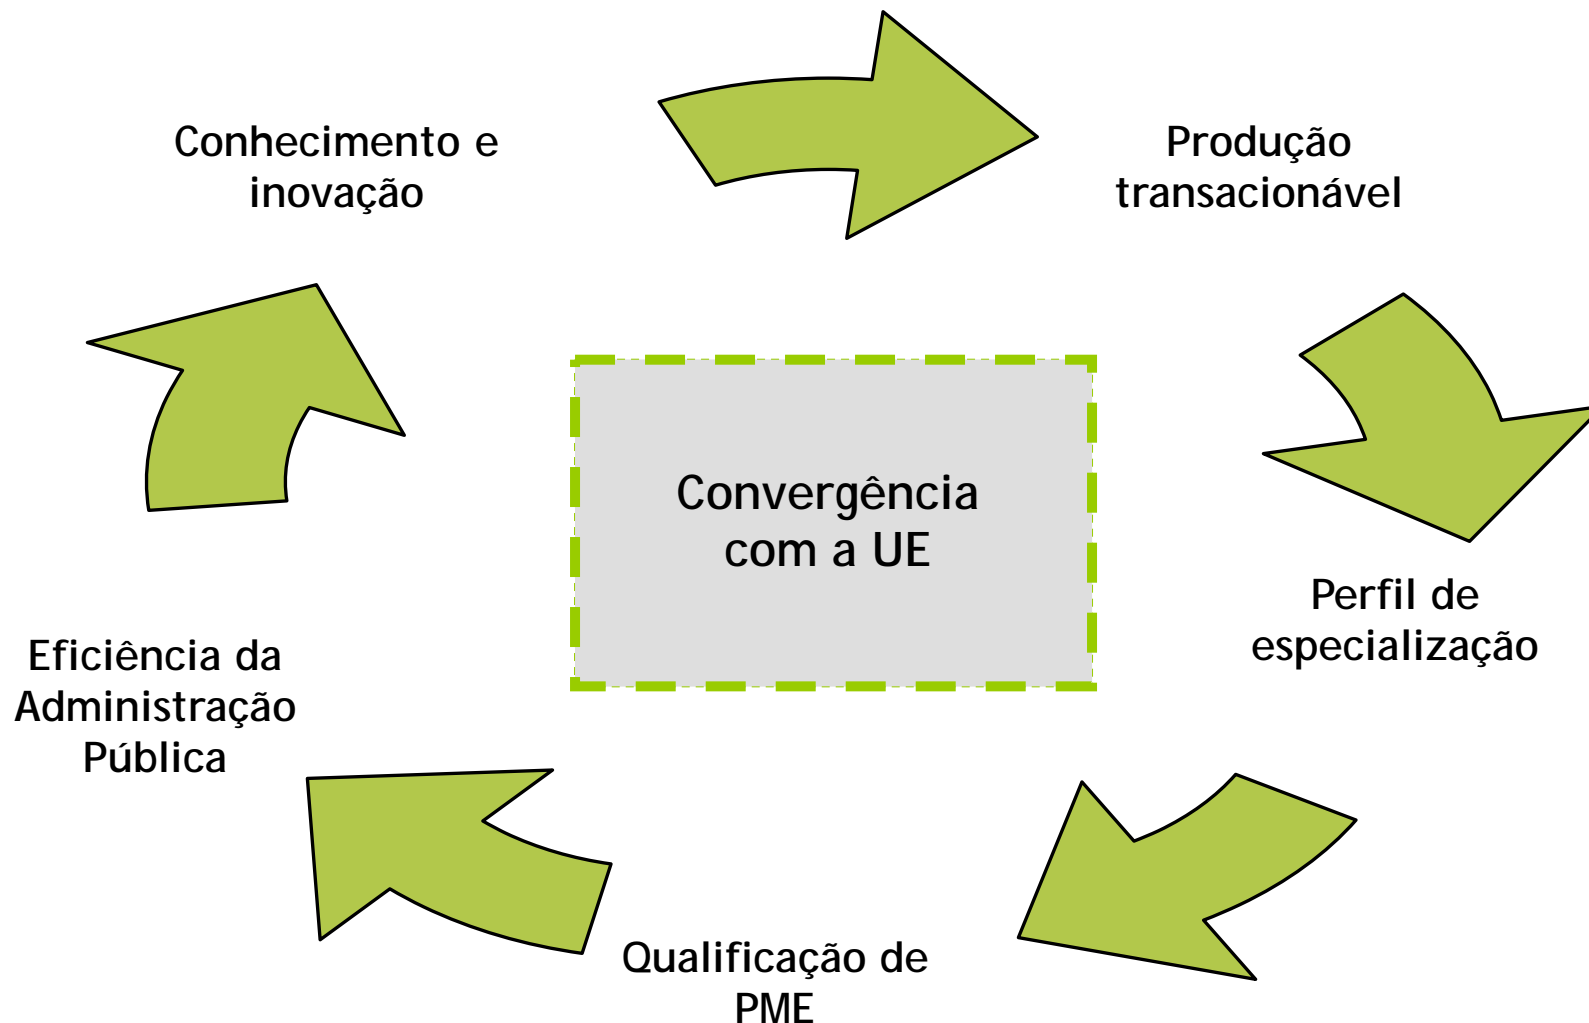 Conhecimento e
inovação
Produção
transacionável
Convergência
com a UE
Perfil de
especialização
Eficiência da
Administração
Pública
Qualificação de
PME